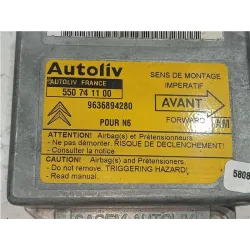 Autoliv
AUTOLIV FRANCE
550 74 11 00
9636894280
POUR N6
SENS DE MONTAGE
IMPERATIF
AVANT
FORWARD
AM
ATTENTION! Airbag(s) et Prétensionneurs
- Ne pas démonter. RISQUE DE DECLENCHEMENT!
- Consulter la notice
CAUTION! Airbag(s) and Pretensioners.
- Do not remove. TRIGGERING HAZARD!
- Read manual.
5808